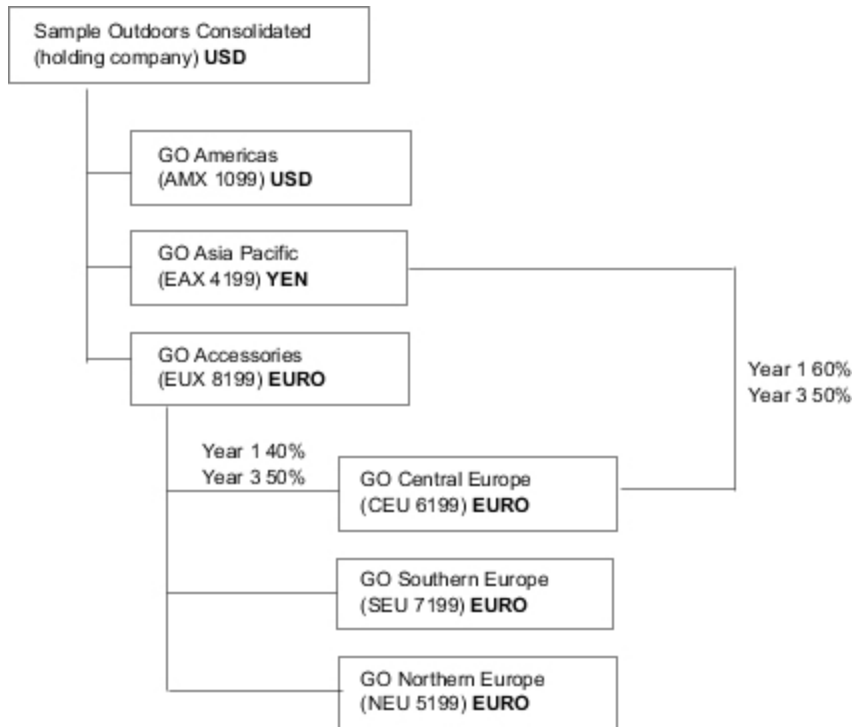 Sample Outdoors Consolidated
(holding company) USD
GO Americas
(AMX 1099) USD
GO Asia Pacific
(EAX 4199) YEN
GO Accessories
(EUX 8199) EURO
Year 1 60%
Year 3 50%
Year 1 40%
Year 3 50%
GO Central Europe
(CEU 6199) EURO
GO Southern Europe
(SEU 7199) EURO
GO Northern Europe
(NEU 5199) EURO